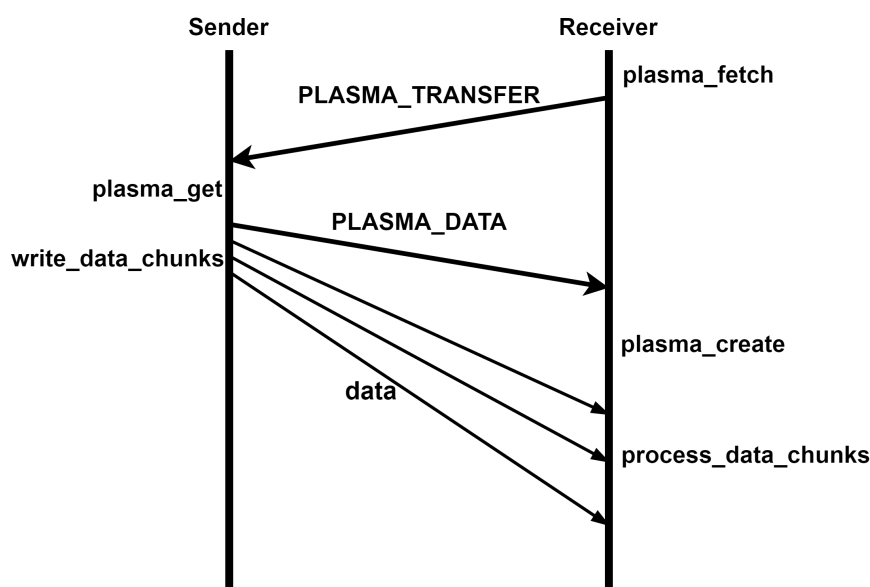 Sender
Receiver
plasma_fetch
PLASMA_TRANSFER
plasma_get
PLASMA_DATA
write_data_chunks
plasma_create
data
process_data_chunks